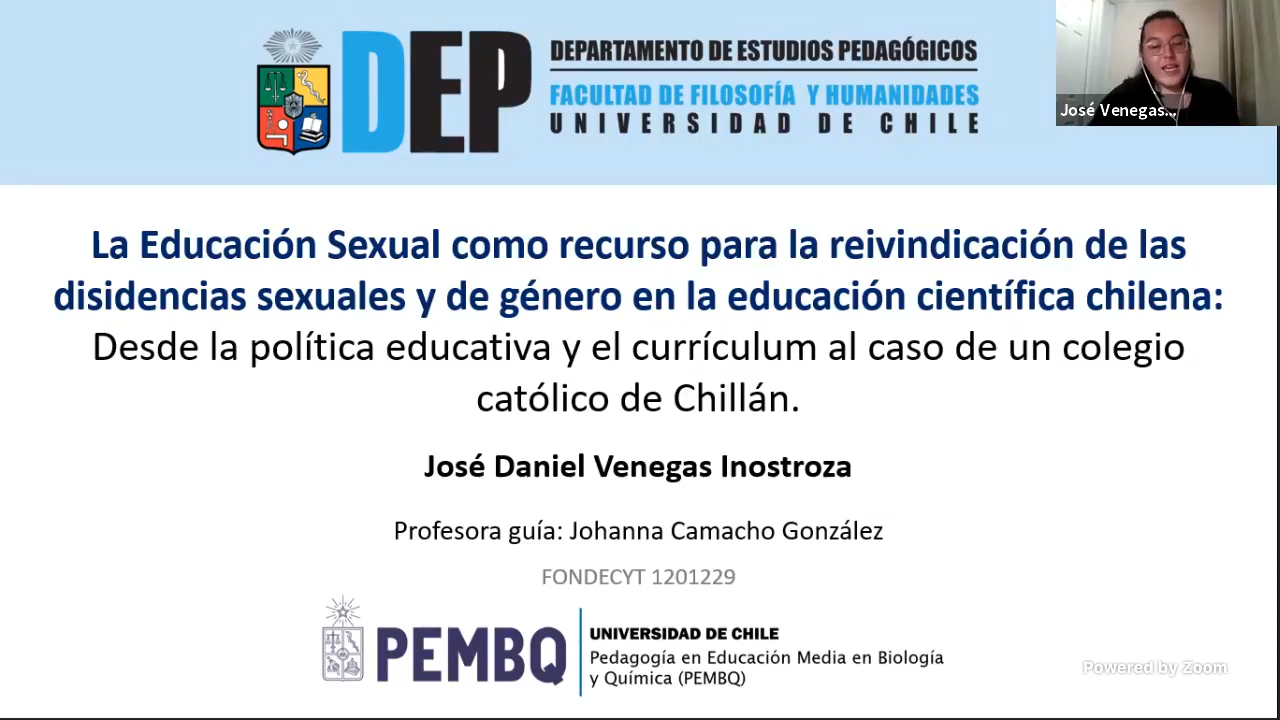 DEP
DEPARTAMENTO DE ESTUDIOS PEDAGÓGICOS
FACULTAD DE FILOSOFÍA Y HUMANIDADES
UNIVERSIDAD DE CHILE
José Venegas...
La Educación Sexual como recurso para la reivindicación de las
disidencias sexuales y de género en la educación científica chilena:
Desde la política educativa y el currículum al caso de un colegio
católico de Chillán.
José Daniel Venegas Inostroza
Profesora guía: Johanna Camacho González
FONDECYT 1201229
PEMBQ
UNIVERSIDAD DE CHILE
Pedagogía en Educación Media en Biología
y Química (PEMBQ)
Powered by Zoom